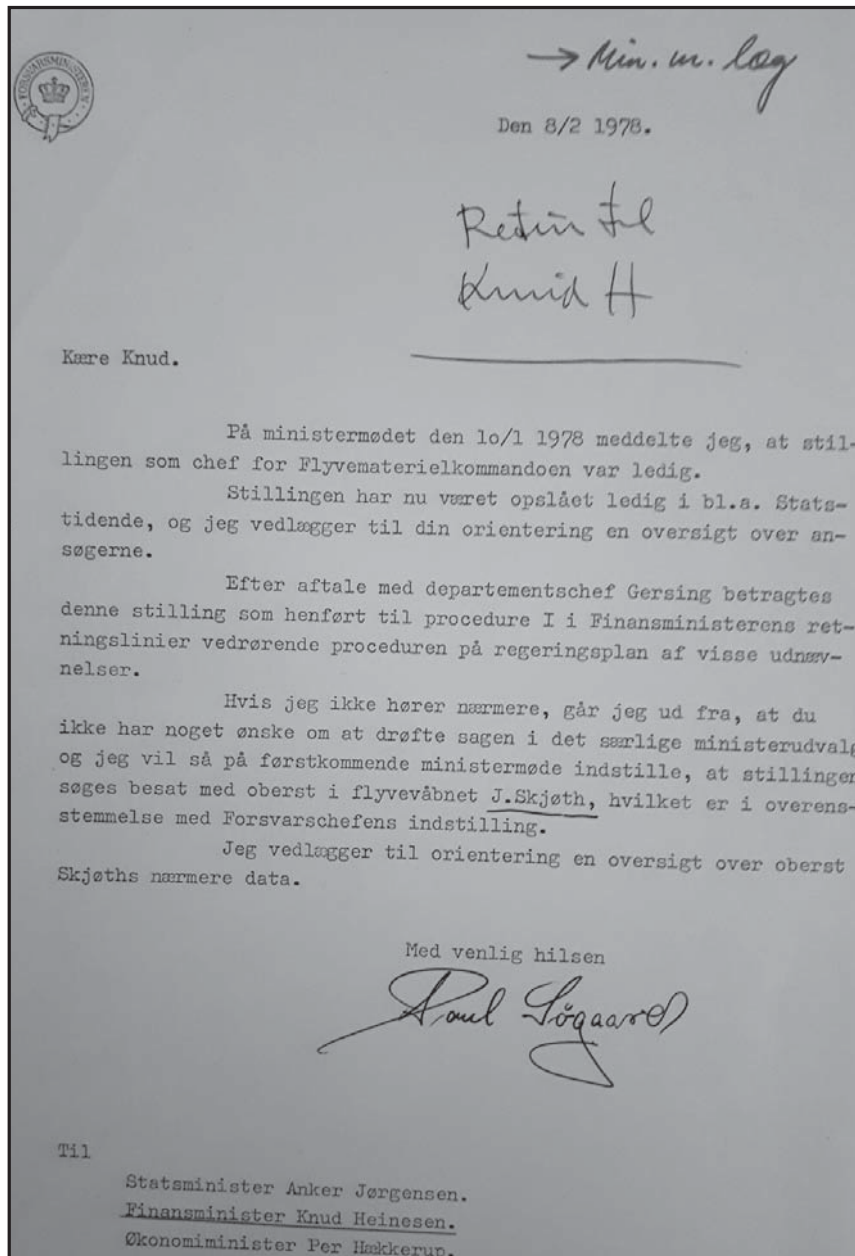 FORSVARSMINISTEREN
→ Min. m. læg
Den 8/2 1978.
Retur til
Knud H
Kære Knud.
På ministermødet den lo/l 1978 meddelte jeg, at stil-
lingen som chef for Flyvematerielkommandoen var ledig.
Stillingen har nu været opslået ledig i bl.a. Stats-
tidende, og jeg vedlægger til din orientering en oversigt over an-
søgerne.
Efter aftale med departementschef Gersing betragtes
denne stilling som henført til procedure I i Finansministerens ret-
ningslinier vedrørende proceduren på regeringsplan af visse udnæv-
nelser.
Hvis jeg ikke hører nærmere, går jeg ud fra, at du
ikke har noget ønske om at drøfte sagen i det særlige ministerudvalg
og jeg vil så på førstkommende ministermøde indstille, at stillingen
søges besat med oberst i flyvevåbnet J.Skjøth, hvilket er i overens-
stemmelse med Forsvarschefens indstilling.
Jeg vedlægger til orientering en oversigt over oberst
Skjøths nærmere data.
Med venlig hilsen
Poul Søgaard
Til
Statsminister Anker Jørgensen.
Finansminister Knud Heinesen.
Økonomiminister Per Hækkerup.